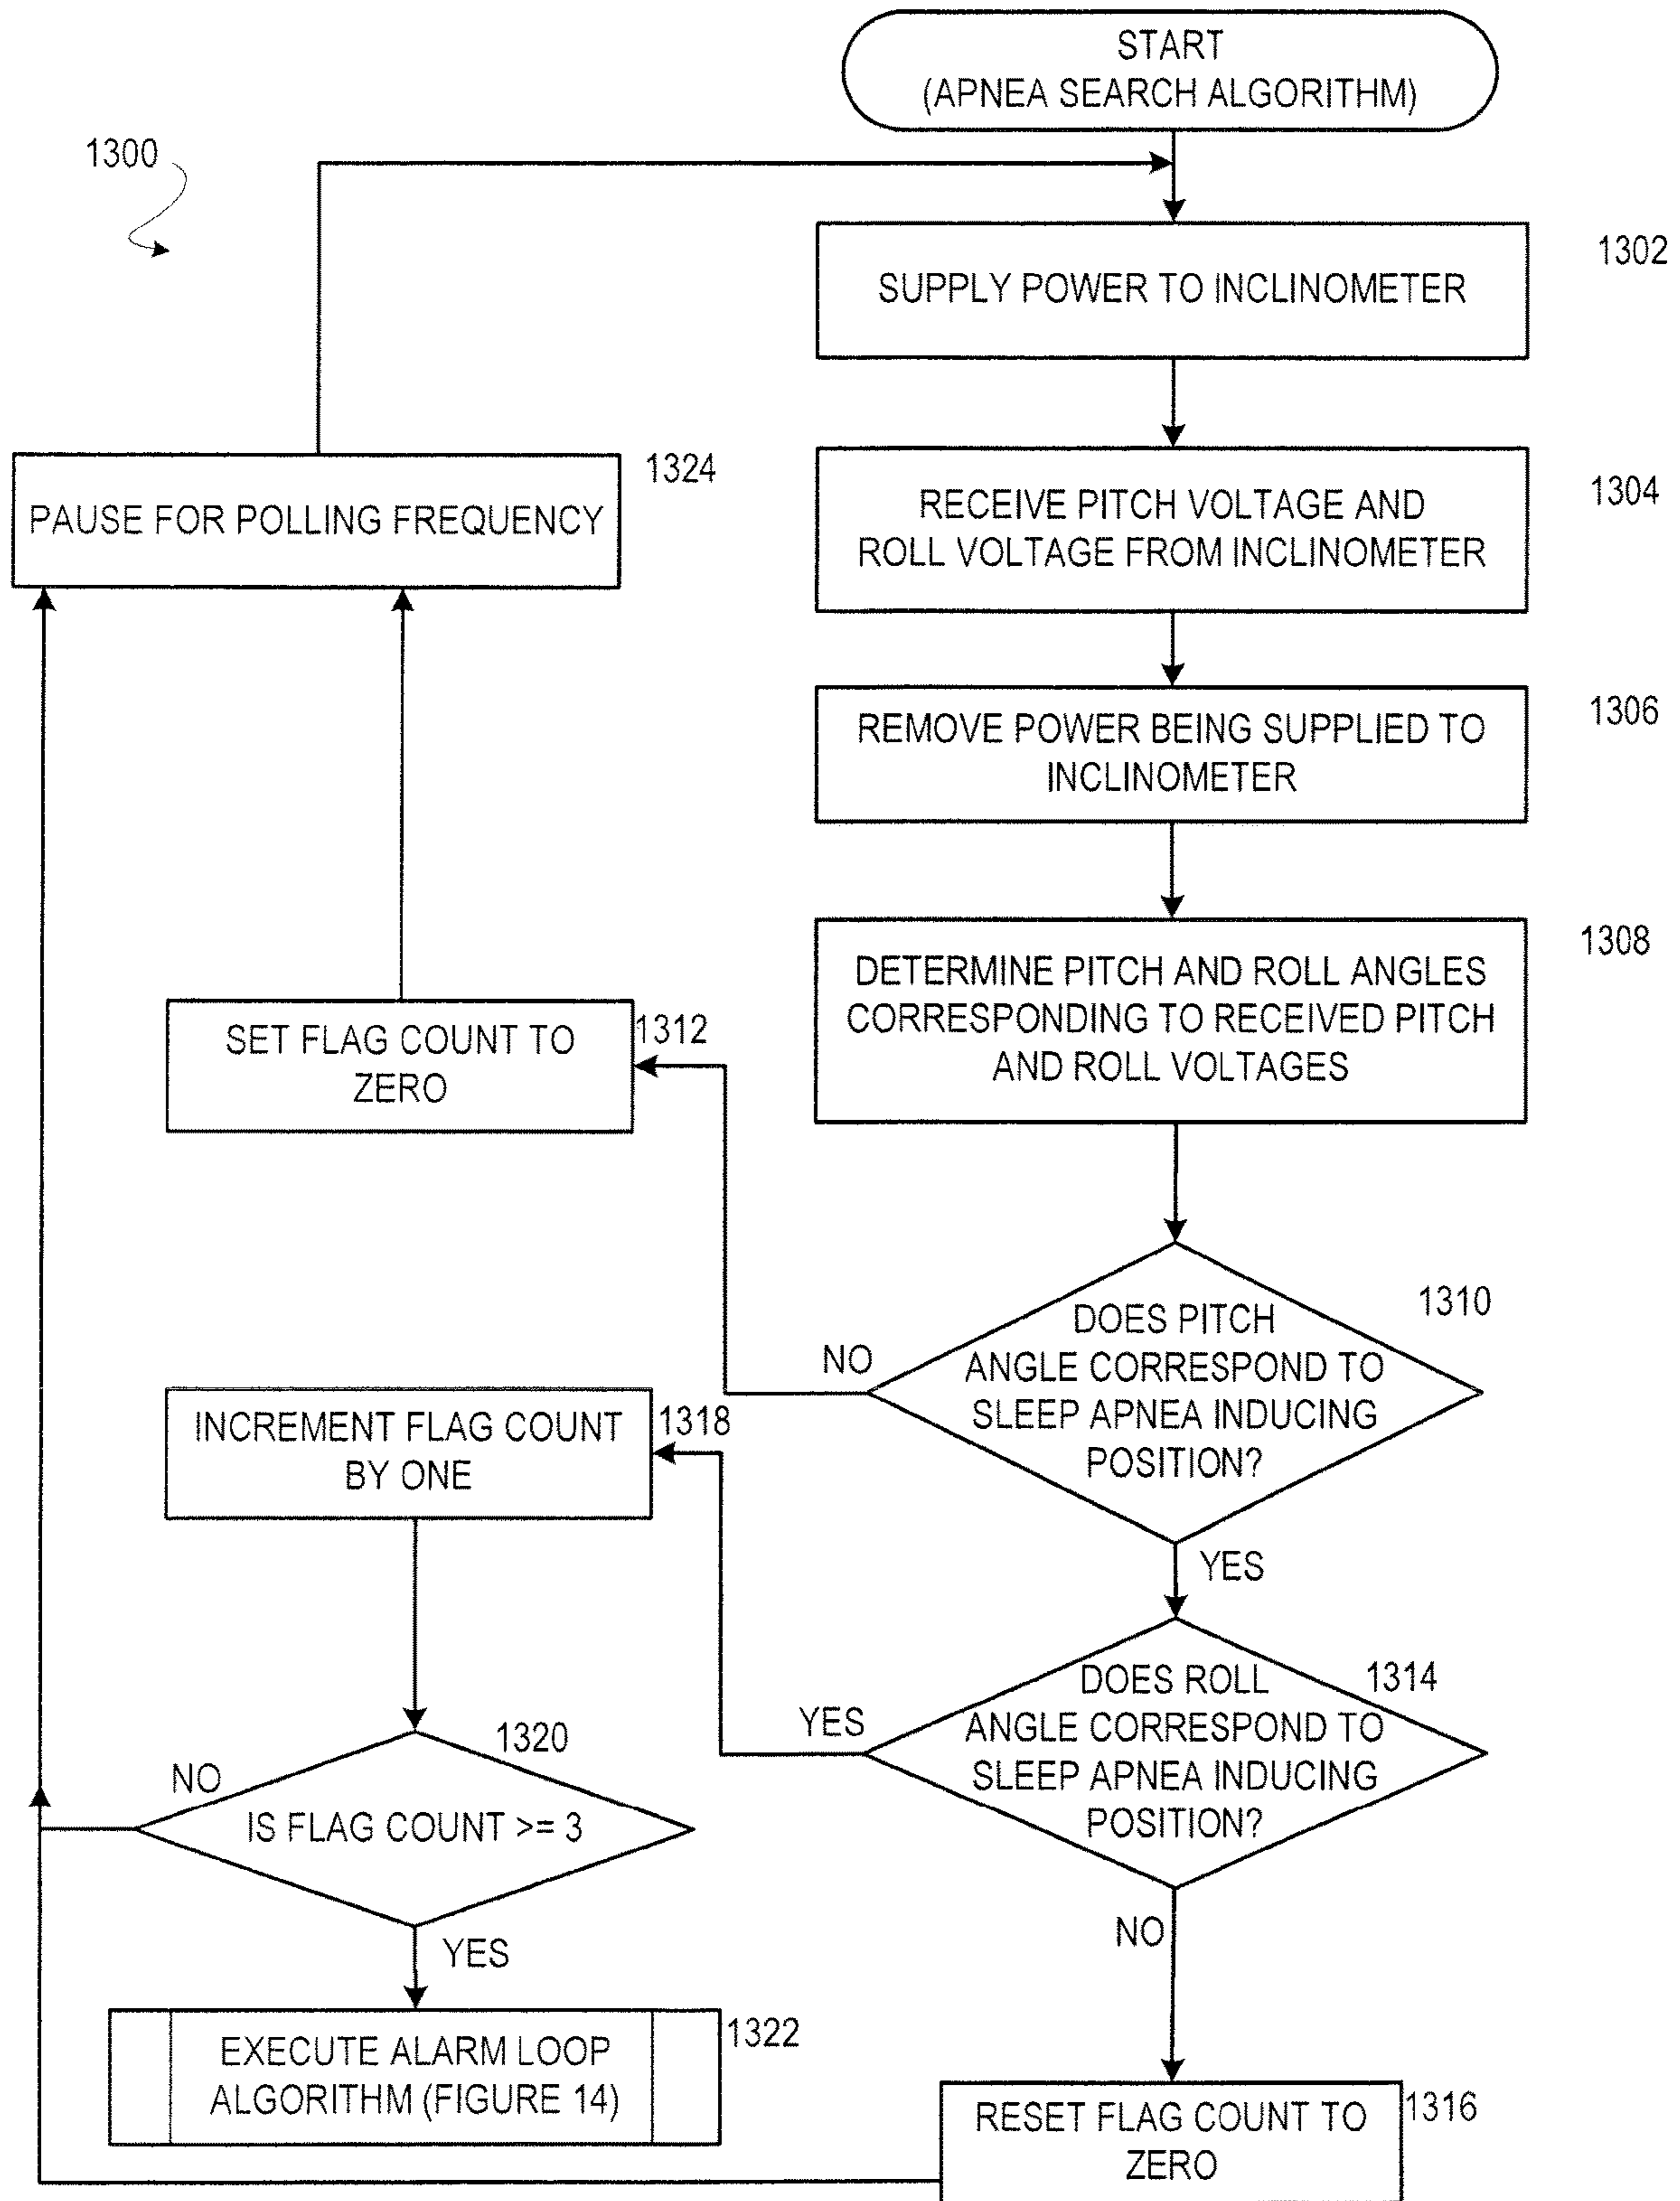 START
(APNEA SEARCH ALGORITHM)
1300
1302
SUPPLY POWER TO INCLINOMETER
1324
PAUSE FOR POLLING FREQUENCY
1304
RECEIVE PITCH VOLTAGE AND
ROLL VOLTAGE FROM INCLINOMETER
1306
REMOVE POWER BEING SUPPLIED TO
INCLINOMETER
1308
DETERMINE PITCH AND ROLL ANGLES
CORRESPONDING TO RECEIVED PITCH
AND ROLL VOLTAGES
1312
SET FLAG COUNT TO
ZERO
1310
DOES PITCH
ANGLE CORRESPOND TO
SLEEP APNEA INDUCING
POSITION?
NO
YES
1318
INCREMENT FLAG COUNT
BY ONE
1314
DOES ROLL
ANGLE CORRESPOND TO
SLEEP APNEA INDUCING
POSITION?
YES
NO
1320
NO
IS FLAG COUNT >= 3
YES
1322
EXECUTE ALARM LOOP
ALGORITHM (FIGURE 14)
1316
RESET FLAG COUNT TO
ZERO